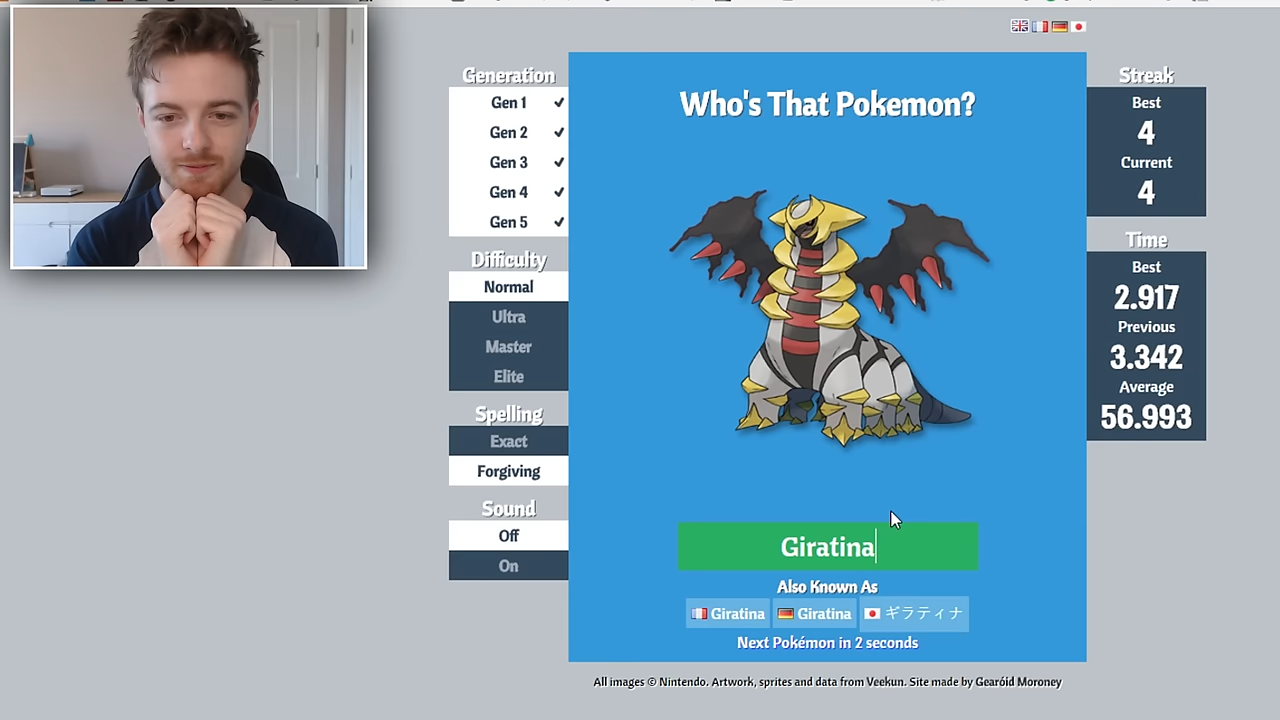 Generation
Gen 1
Gen 2
Gen 3
Gen 4
Gen 5
Difficulty
Normal
Ultra
Master
Elite
Spelling
Exact
Forgiving
Sound
Off
On
Who's That Pokemon?
Giratina
Also Known As
Giratina Giratina ギラティナ
Next Pokémon in 2 seconds
Streak
Best
4
Current
4
Time
Best
2.917
Previous
3.342
Average
56.993
All images © Nintendo. Artwork, sprites and data from Veekun. Site made by Gearóid Moroney